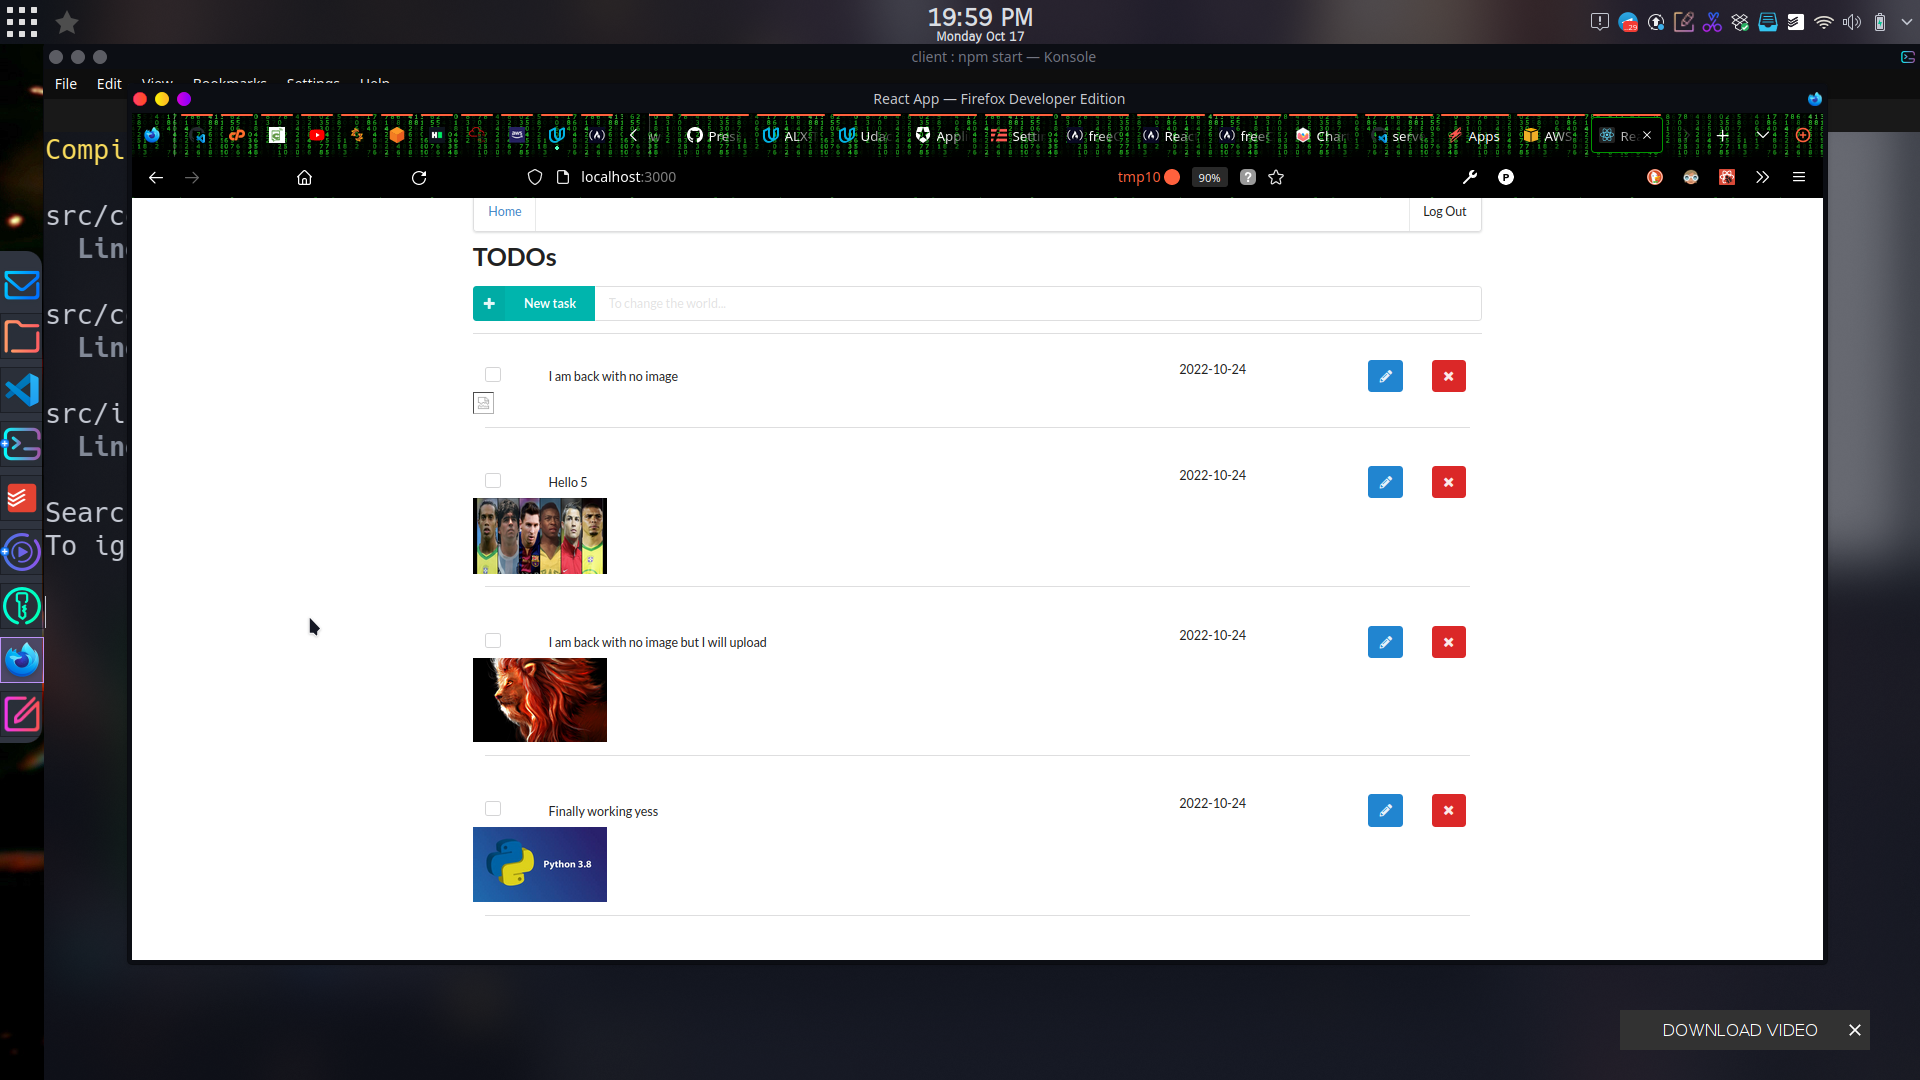 19:59 PM
Monday Oct 17
client : npm start — Konsole
File Edit View Bookmarks Settings Help
React App — Firefox Developer Edition
Pres ALX Uda Appl Sett free Rea free Cha serv Apps AWS Re
localhost:3000
tmp10
90%
Compi
src/c
Lin
src/c
Lin
src/i
Lin
Searc
To ig
Home
Log Out
TODOs
New task
To change the world...
I am back with no image
2022-10-24
Hello 5
2022-10-24
I am back with no image but I will upload
2022-10-24
Finally working yess
2022-10-24
Python 3.8
DOWNLOAD VIDEO